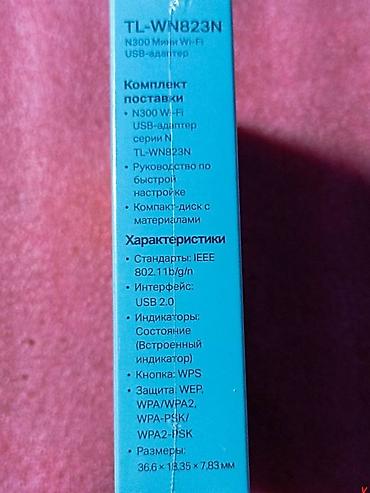 TL-WN823N
N300 Мини Wi-Fi
USB-адаптер
Комплект
поставки
• N300 Wi-Fi
USB-адаптер
серии N
TL-WN823N
• Руководство по
быстрой
настройке
• Компакт-диск с
материалами
Характеристики
• Стандарты: IEEE
802.11b/g/n
• Интерфейс:
USB 2.0
• Индикаторы:
Состояние
(Встроенный
индикатор)
• Кнопка: WPS
• Защита: WEP,
WPA/WPA2,
WPA-PSK/
WPA2-PSK
• Размеры:
36.6 × 18.35 × 7.83 мм